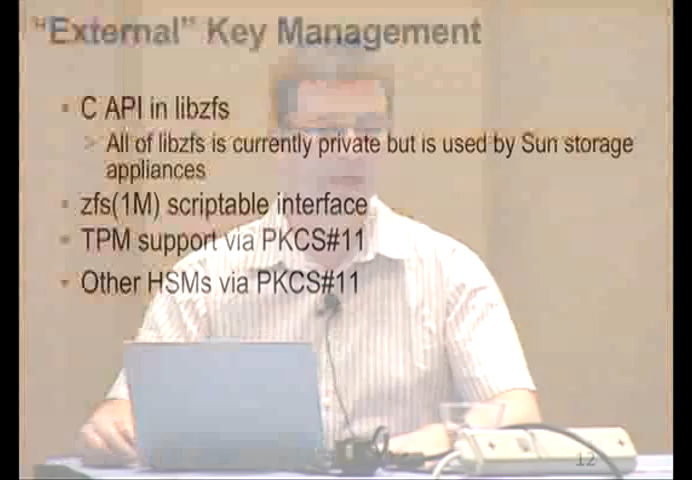 “External” Key Management
C API in libzfs
All of libzfs is currently private but is used by Sun storage
appliances
zfs(1M) scriptable interface
TPM support via PKCS#11
Other HSMs via PKCS#11
12